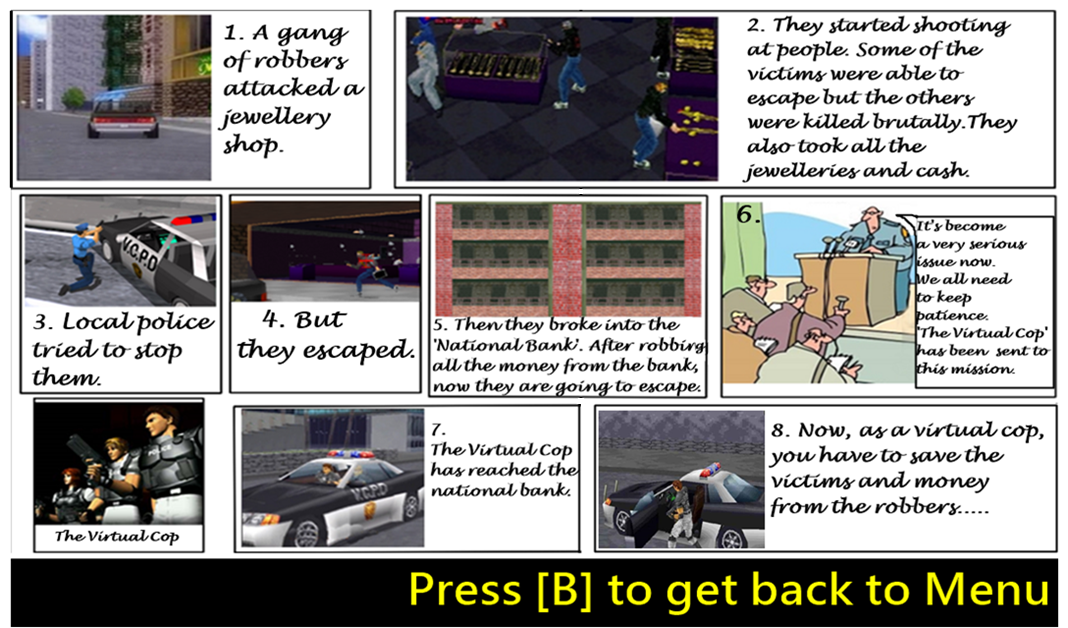 1. A gang
of robbers
attacked a
jewellery
shop.
2. They started shooting
at people. Some of the
victims were able to
escape but the others
were killed brutally.They
also took all the
jewelleries and cash.
V.C.P.D
3. Local police
tried to stop
them.
4. But
they escaped.
5. Then they broke into the
'National Bank'. After robbing
all the money from the bank,
now they are going to escape.
6.
It's become
a very serious
issue now.
We all need
to keep
patience.
'The Virtual Cop'
has been sent to
this mission.
The Virtual Cop
7.
The Virtual Cop
has reached the
national bank.
V.C.P.D
8. Now, as a virtual cop,
you have to save the
victims and money
from the robbers.....
Press [B] to get back to Menu